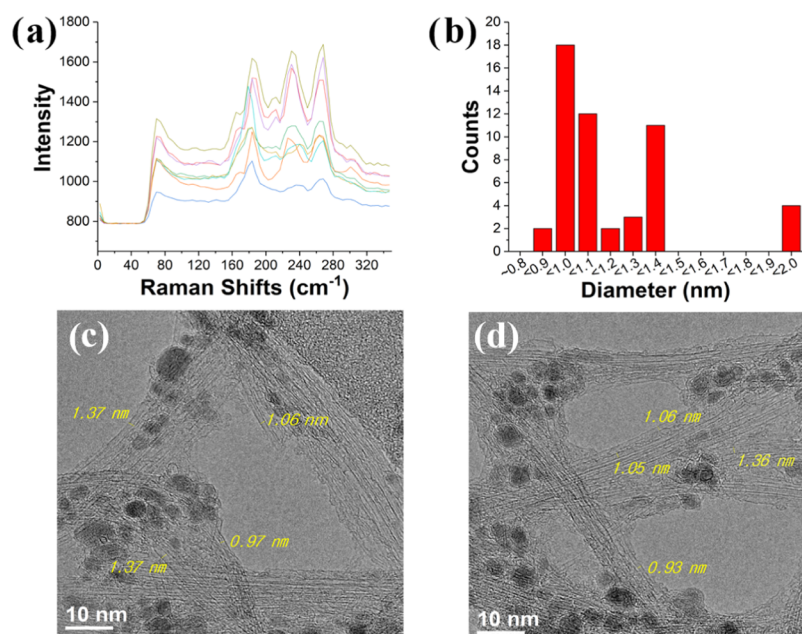 (a)
1800
1600
1400
1200
1000
800
Intensity
0
80
160
240
320
Raman Shifts (cm⁻¹)
(b)
20
18
16
14
12
10
8
6
4
2
0
Counts
~0.8
<0.9
<1.0
<1.1
<1.2
<1.3
<1.4
<1.5
<1.6
<1.7
<1.8
<1.9
<2.0
Diameter (nm)
(c)
1.37 nm
1.06 nm
0.97 nm
1.37 nm
10 nm
(d)
1.06 nm
1.05 nm
1.36 nm
0.93 nm
10 nm